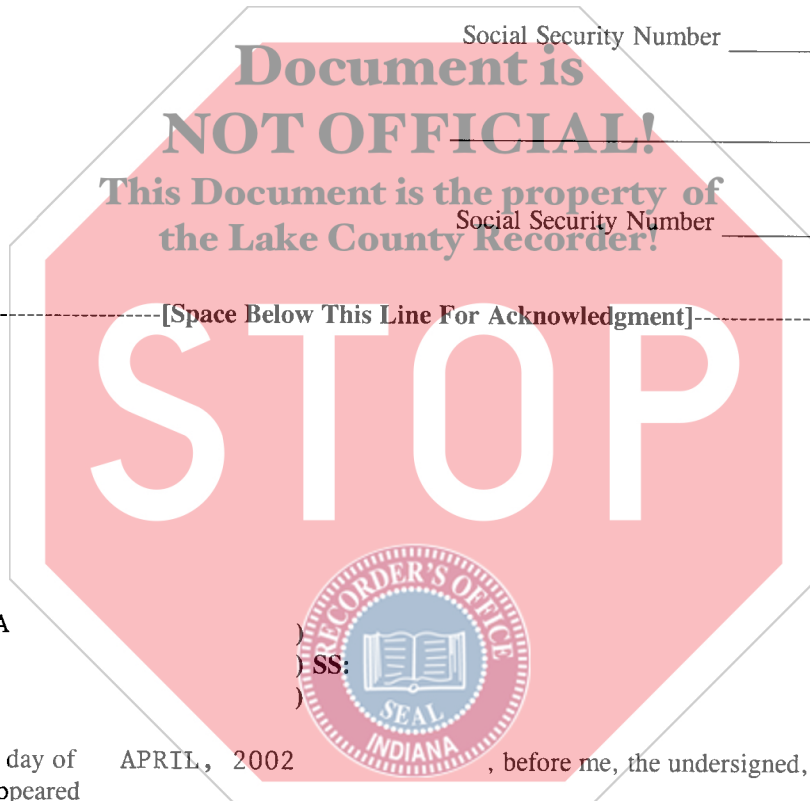 Social Security Number
Document is
NOT OFFICIAL!
This Document is the property of
the Lake County Recorder!
Social Security Number
[Space Below This Line For Acknowledgment]
STOP
RECORDER'S OFFICE
A )
) SS:
)
SEAL
INDIANA
day of APRIL, 2002 , before me, the undersigned,
ppeared